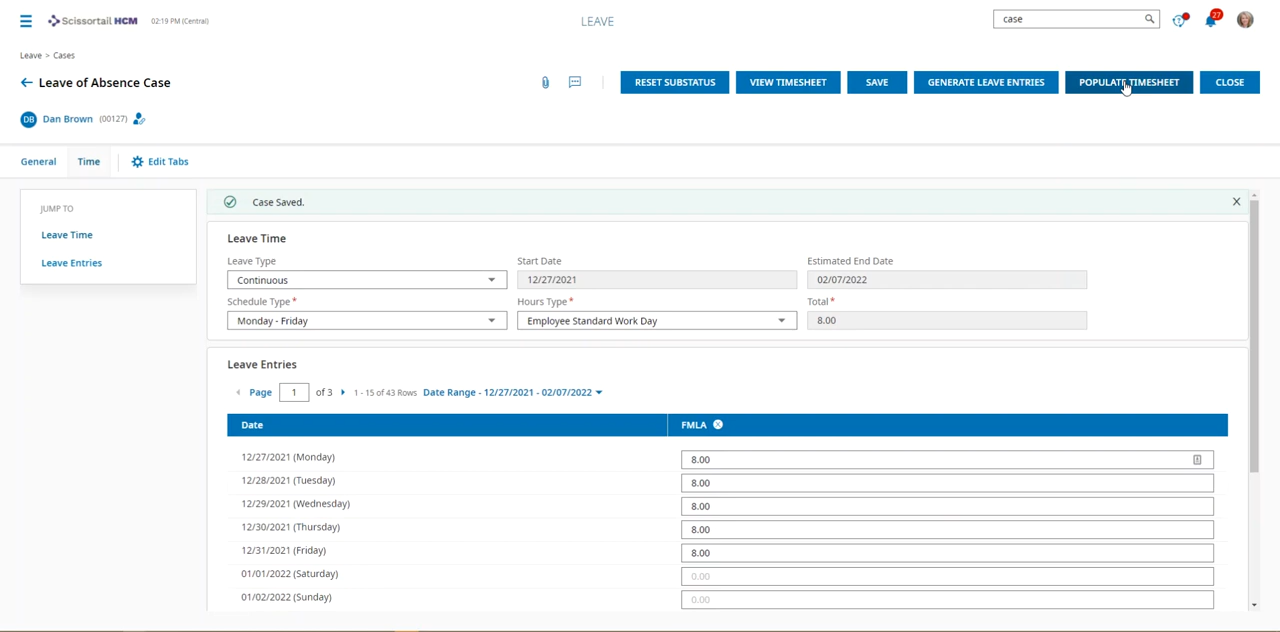 Scissortail HCM 02:19 PM (Central) LEAVE case 27
Leave > Cases
Leave of Absence Case RESET SUBSTATUS VIEW TIMESHEET SAVE GENERATE LEAVE ENTRIES POPULATE TIMESHEET CLOSE
DB Dan Brown (00127)
General Time Edit Tabs
JUMP TO
Leave Time
Leave Entries
Case Saved.
Leave Time
Leave Type Start Date Estimated End Date
Continuous 12/27/2021 02/07/2022
Schedule Type* Hours Type* Total*
Monday - Friday Employee Standard Work Day 8.00
Leave Entries
Page 1 of 3 1 - 15 of 43 Rows Date Range - 12/27/2021 - 02/07/2022
Date FMLA
12/27/2021 (Monday) 8.00
12/28/2021 (Tuesday) 8.00
12/29/2021 (Wednesday) 8.00
12/30/2021 (Thursday) 8.00
12/31/2021 (Friday) 8.00
01/01/2022 (Saturday) 0.00
01/02/2022 (Sunday) 0.00